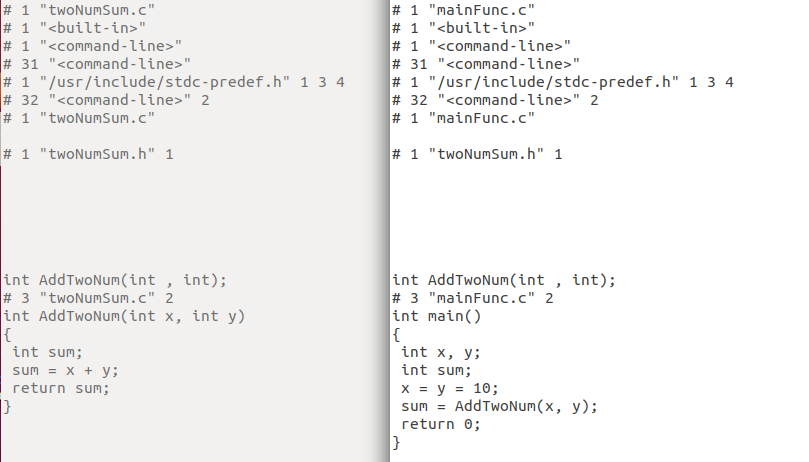 # 1 "twoNumSum.c"
# 1 "<built-in>"
# 1 "<command-line>"
# 31 "<command-line>"
# 1 "/usr/include/stdc-predef.h" 1 3 4
# 32 "<command-line>" 2
# 1 "twoNumSum.c"

# 1 "twoNumSum.h" 1

int AddTwoNum(int , int);
# 3 "twoNumSum.c" 2
int AddTwoNum(int x, int y)
{
 int sum;
 sum = x + y;
 return sum;
}
# 1 "mainFunc.c"
# 1 "<built-in>"
# 1 "<command-line>"
# 31 "<command-line>"
# 1 "/usr/include/stdc-predef.h" 1 3 4
# 32 "<command-line>" 2
# 1 "mainFunc.c"

# 1 "twoNumSum.h" 1

int AddTwoNum(int , int);
# 3 "mainFunc.c" 2
int main()
{
 int x, y;
 int sum;
 x = y = 10;
 sum = AddTwoNum(x, y);
 return 0;
}